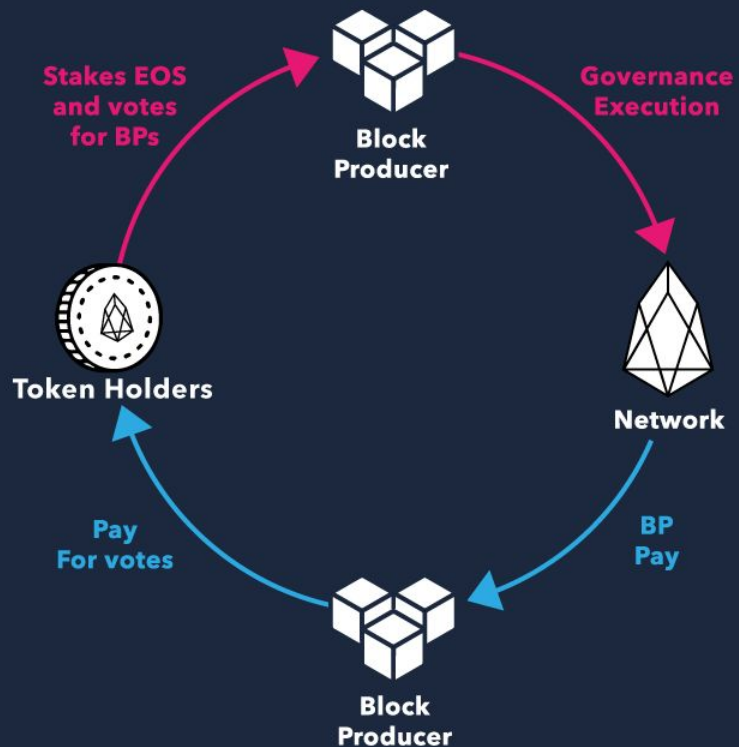 Stakes EOS
and votes
for BPs
Block
Producer
Governance
Execution
Token Holders
Network
Pay
For votes
BP
Pay
Block
Producer